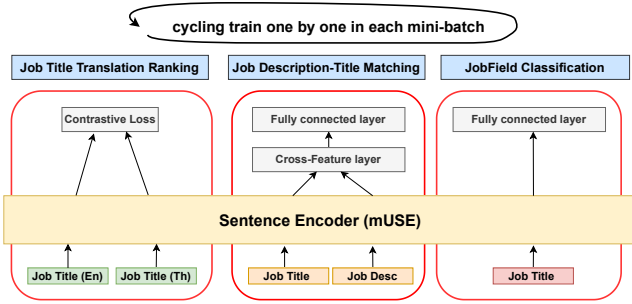 cycling train one by one in each mini-batch
Job Title Translation Ranking
Job Description-Title Matching
JobField Classification
Contrastive Loss
Fully connected layer
Fully connected layer
Cross-Feature layer
Sentence Encoder (mUSE)
Job Title (En)
Job Title (Th)
Job Title
Job Desc
Job Title